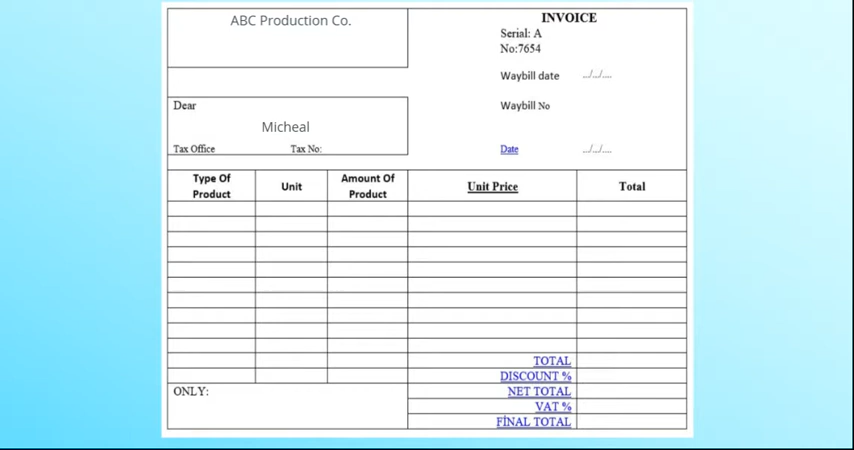 ABC Production Co.
INVOICE
Serial: A
No:7654
Waybill date ../../....
Dear
Waybill No
Micheal
Tax Office Tax No:
Date ../../....
Type Of Product
Unit
Amount Of Product
Unit Price
Total
TOTAL
DISCOUNT %
ONLY:
NET TOTAL
VAT %
FİNAL TOTAL